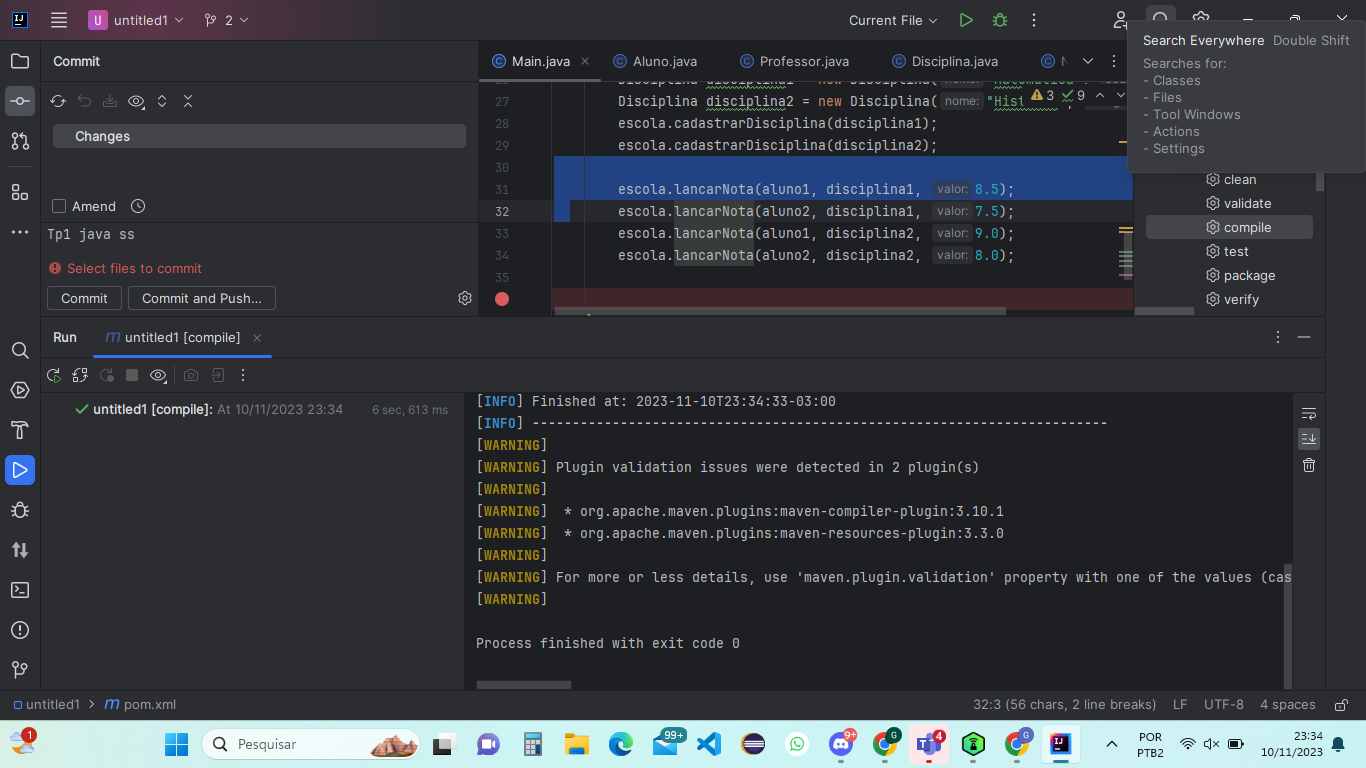 U untitled1
2
Current File
Search Everywhere Double Shift
Searches for:
- Classes
- Files
- Tool Windows
- Actions
- Settings
Commit
Changes
Amend
Tp1 java ss
Select files to commit
Commit
Commit and Push...
Main.java
Aluno.java
Professor.java
Disciplina.java
3
9
27 Disciplina disciplina2 = new Disciplina( nome: "Hist
28 escola.cadastrarDisciplina(disciplina1);
29 escola.cadastrarDisciplina(disciplina2);
30
31 escola.lancarNota(aluno1, disciplina1, valor: 8.5);
32 escola.lancarNota(aluno2, disciplina1, valor: 7.5);
33 escola.lancarNota(aluno1, disciplina2, valor: 9.0);
34 escola.lancarNota(aluno2, disciplina2, valor: 8.0);
35
clean
validate
compile
test
package
verify
Run
m untitled1 [compile]
untitled1 [compile]: At 10/11/2023 23:34 6 sec, 613 ms
[INFO] Finished at: 2023-11-10T23:34:33-03:00
[INFO] ------------------------------------------------------------------------
[WARNING]
[WARNING] Plugin validation issues were detected in 2 plugin(s)
[WARNING]
[WARNING]  * org.apache.maven.plugins:maven-compiler-plugin:3.10.1
[WARNING]  * org.apache.maven.plugins:maven-resources-plugin:3.3.0
[WARNING]
[WARNING] For more or less details, use 'maven.plugin.validation' property with one of the values (cas
[WARNING]
Process finished with exit code 0
untitled1 > m pom.xml
32:3 (56 chars, 2 line breaks) LF UTF-8 4 spaces
1
Pesquisar
99+
9+
G
4
G
POR
PTB2
23:34
10/11/2023